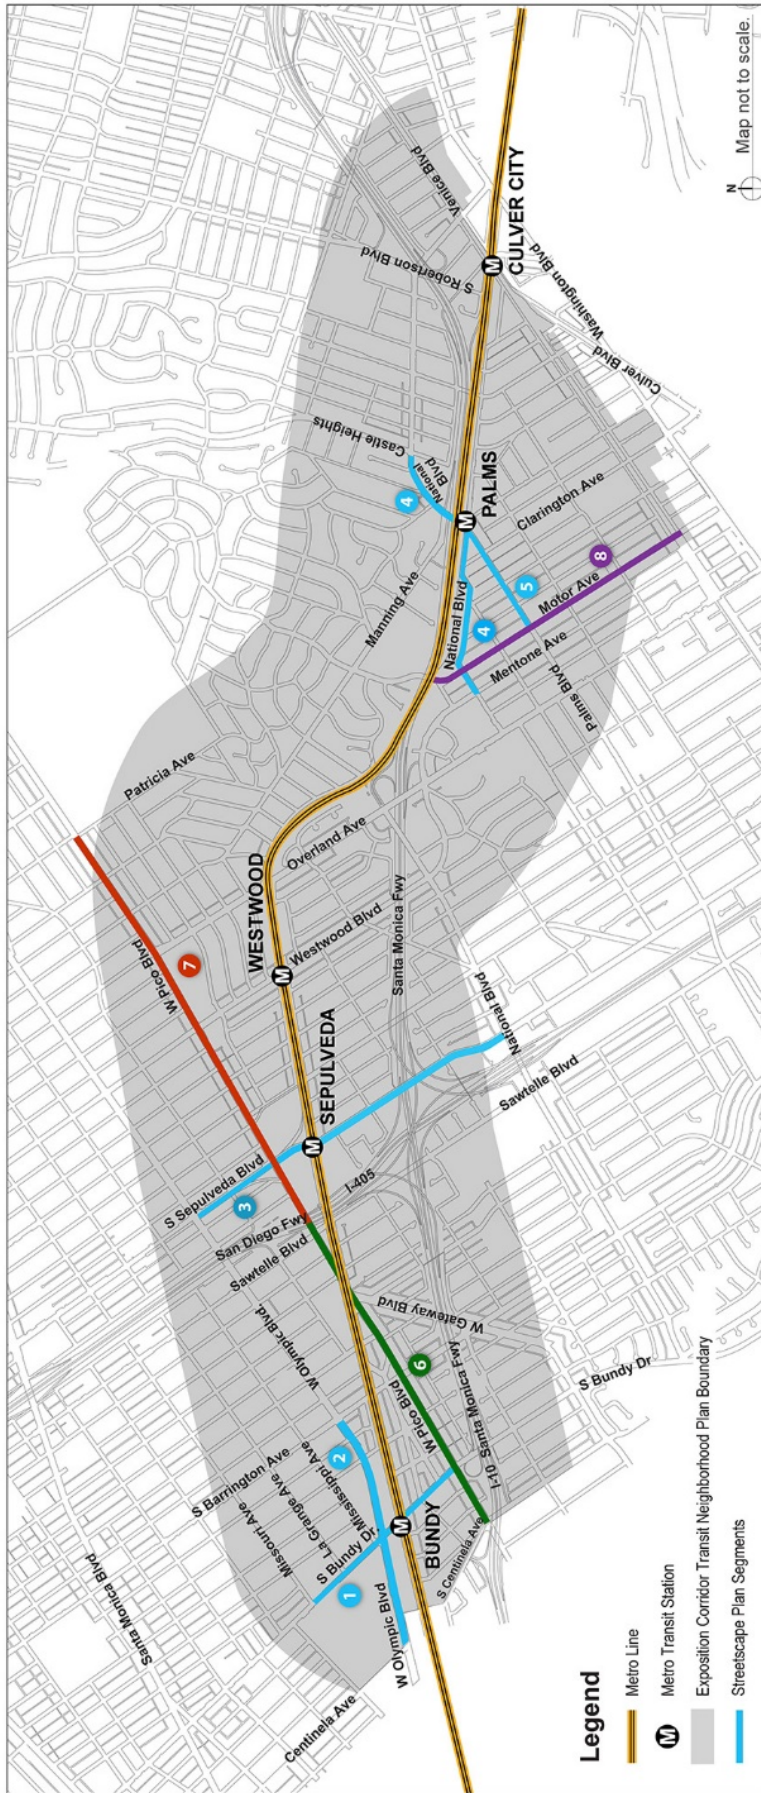 Santa Monica Blvd
Centinela Ave
Missouri Ave
La Grange Ave
Mississippi Ave
S Barrington Ave
S Bundy Dr.
1
2
W Olympic Blvd
W Olympic Blvd.
BUNDY
M
S Centinela Ave
I-10 Santa Monica Fwy
W Pico Blvd
6
W Gateway Blvd
S Bundy Dr
Sawtelle Blvd
San Diego Fwy
S Sepulveda Blvd
3
I-405
SEPULVEDA
M
Sawtelle Blvd
National Blvd
W Pico Blvd
7
WESTWOOD
M
Westwood Blvd
Overland Ave
Santa Monica Fwy
Patricia Ave
Manning Ave
National Blvd
4
Mentone Ave
Motor Ave
8
Palms Blvd
5
PALMS
M
Clarington Ave
4
National
Blvd
Castle Heights
S Robertson Blvd
Venice Blvd
CULVER CITY
M
Washington Blvd
Culver Blvd
Legend
Metro Line
M Metro Transit Station
Exposition Corridor Transit Neighborhood Plan Boundary
Streetscape Plan Segments
N
Map not to scale.